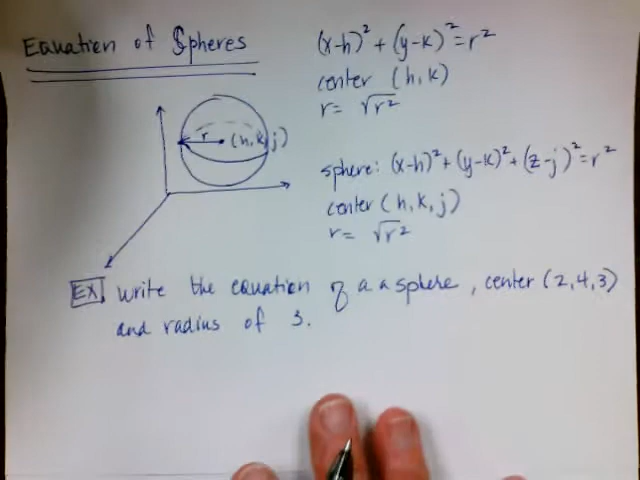 Equation of Spheres
(x-h)² + (y-k)² = r²
center (h, k)
r = √r²
r (h, k, j)
sphere: (x-h)² + (y-k)² + (z-j)² = r²
center (h, k, j)
r = √r²
EX. Write the equation of a a sphere, center (2,4,3)
and radius of 3.